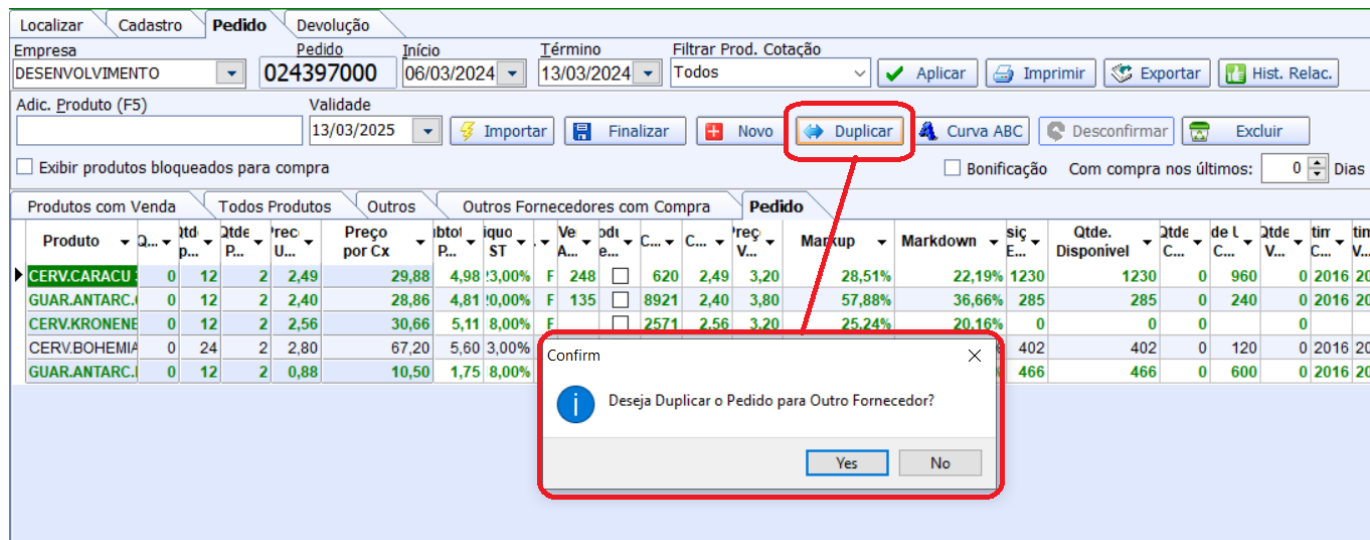 Localizar Cadastro Pedido Devolução
Empresa Pedido Início Término Filtrar Prod. Cotação
DESENVOLVIMENTO 024397000 06/03/2024 13/03/2024 Todos Aplicar Imprimir Exportar Hist. Relac.
Adic. Produto (F5) Validade
13/03/2025 Importar Finalizar Novo Duplicar Curva ABC Desconfirmar Excluir
Exibir produtos bloqueados para compra Bonificação Com compra nos últimos: 0 Dias
Produtos com Venda Todos Produtos Outros Outros Fornecedores com Compra Pedido
Produto Q... Preço Markup Markdown Qtde.
P... U... por Cx P... ST A... e... C... C... V... E... Disponível C... C... V... C...
CERV.CARACU 0 12 2 2,49 29,88 4,98 F 248 620 2,49 3,20 28,51% 22,19% 1230 1230 0 960 0 2016
GUAR.ANTARC. 0 12 2 2,40 28,86 4,81 F 135 8921 2,40 3,80 57,88% 36,66% 285 285 0 240 0 2016
CERV.KRONENE 0 12 2 2,56 30,66 5,11 8,00% F 2571 2,56 3,20 25,24% 20,16% 0 0 0 0
CERV.BOHEMIA 0 24 2 2,80 67,20 5,60 3,00% 402 402 0 120 0 2016
GUAR.ANTARC. 0 12 2 0,88 10,50 1,75 8,00% 466 466 0 600 0 2016
Confirm
Deseja Duplicar o Pedido para Outro Fornecedor?
Yes No